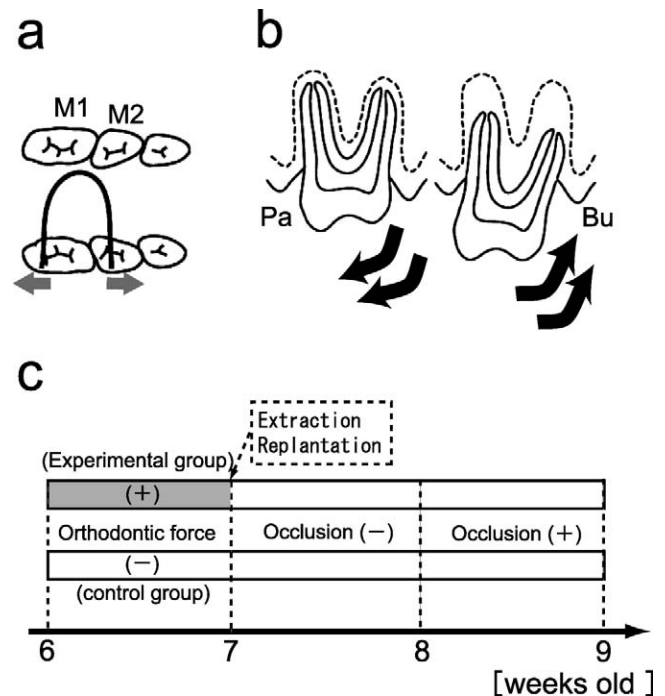 a
M1 M2
b
Pa
Bu
c
Extraction
Replantation
(Experimental group)
(+)
Orthodontic force
Occlusion (−)
Occlusion (+)
(−)
(control group)
6
7
8
9
[weeks old]